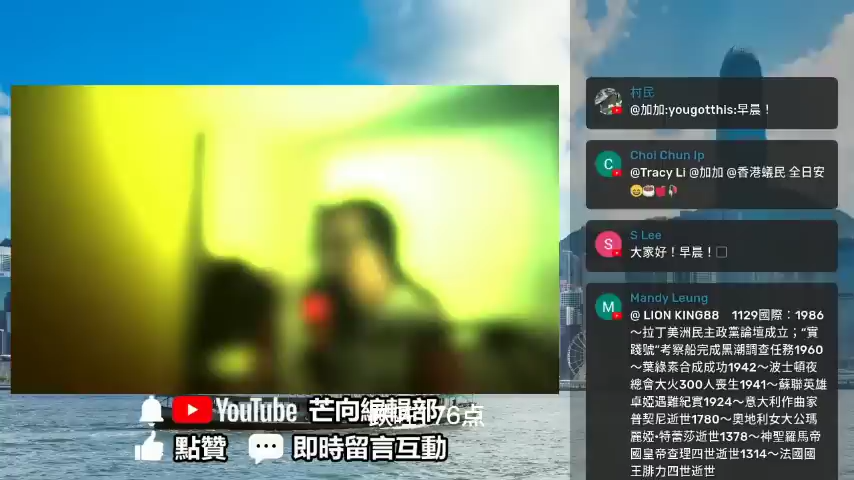 村民
@加加:yougotthis:早晨！
Choi Chun Ip
@Tracy Li @加加 @香港蟻民 全日安
S Lee
大家好！早晨！
Mandy Leung
@ LION KING88 1129國際：1986
～拉丁美洲民主政黨論壇成立；“實
踐號”考察船完成黑潮調查任務1960
～葉綠素合成成功1942～波士頓夜
總會大火300人喪生1941～蘇聯英雄
卓婭遇難紀實1924～意大利作曲家
普契尼逝世1780～奧地利女大公瑪
麗婭·特蕾莎逝世1378～神聖羅馬帝
國皇帝查理四世逝世1314～法國國
王腓力四世逝世
YouTube 芒向編輯部
76点
點贊 即時留言互動
C
S
M